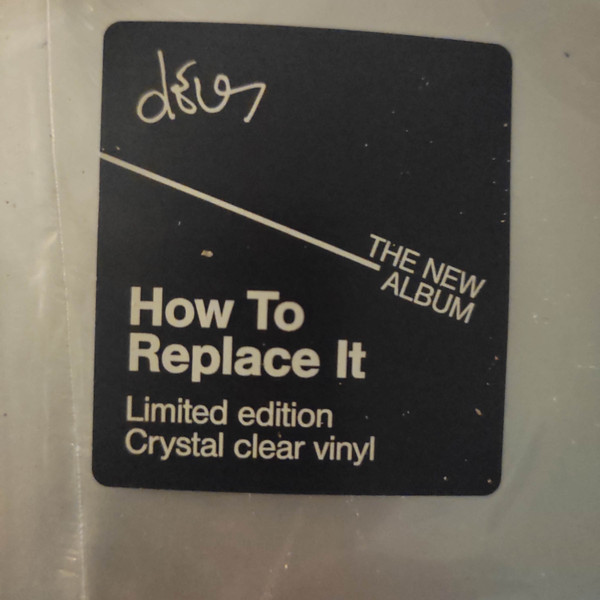 dEUS
THE NEW
ALBUM
How To
Replace It
Limited edition
Crystal clear vinyl